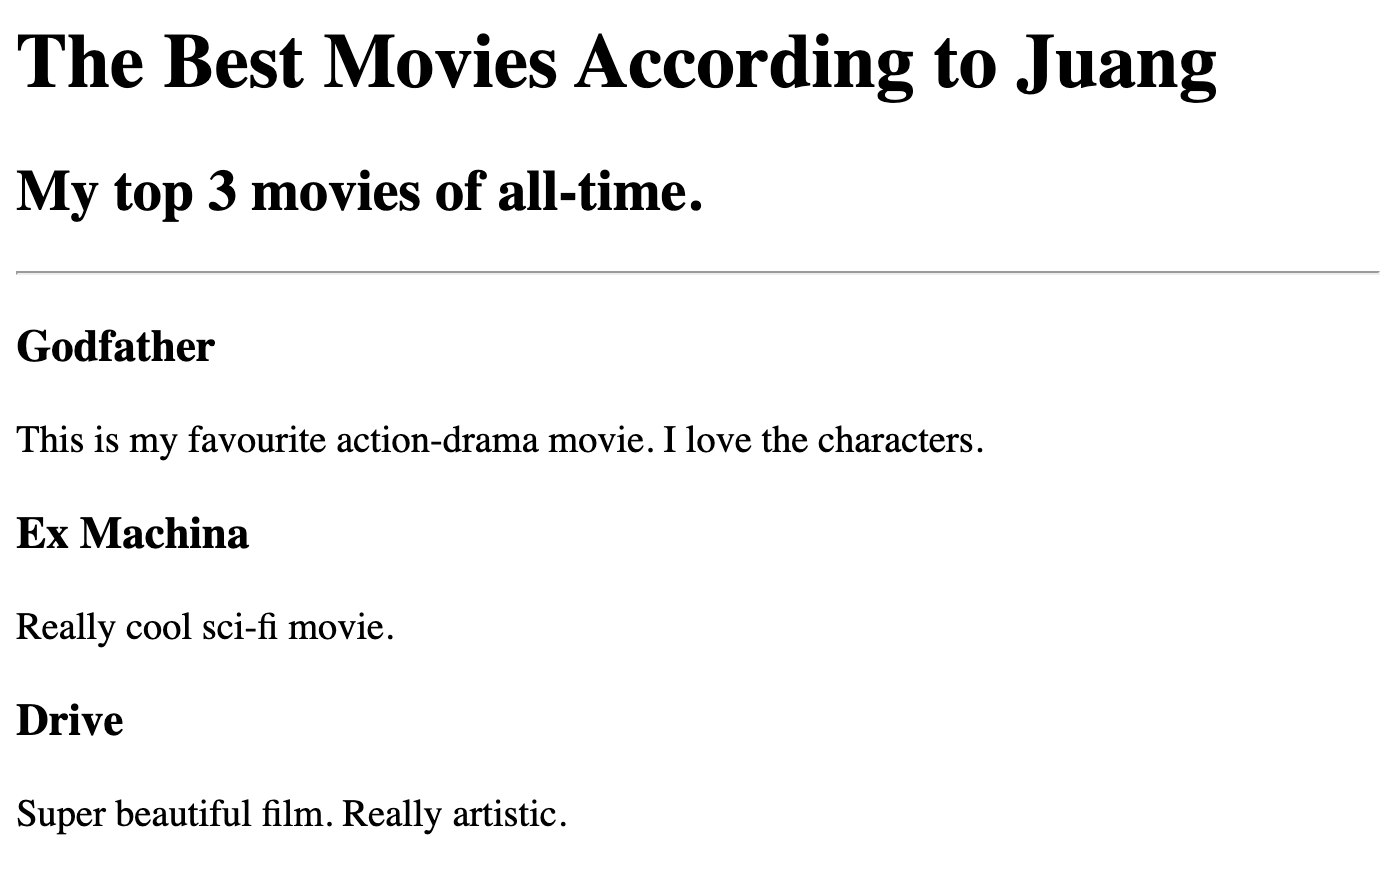 The Best Movies According to Juang
My top 3 movies of all-time.
Godfather
This is my favourite action-drama movie. I love the characters.
Ex Machina
Really cool sci-fi movie.
Drive
Super beautiful film. Really artistic.